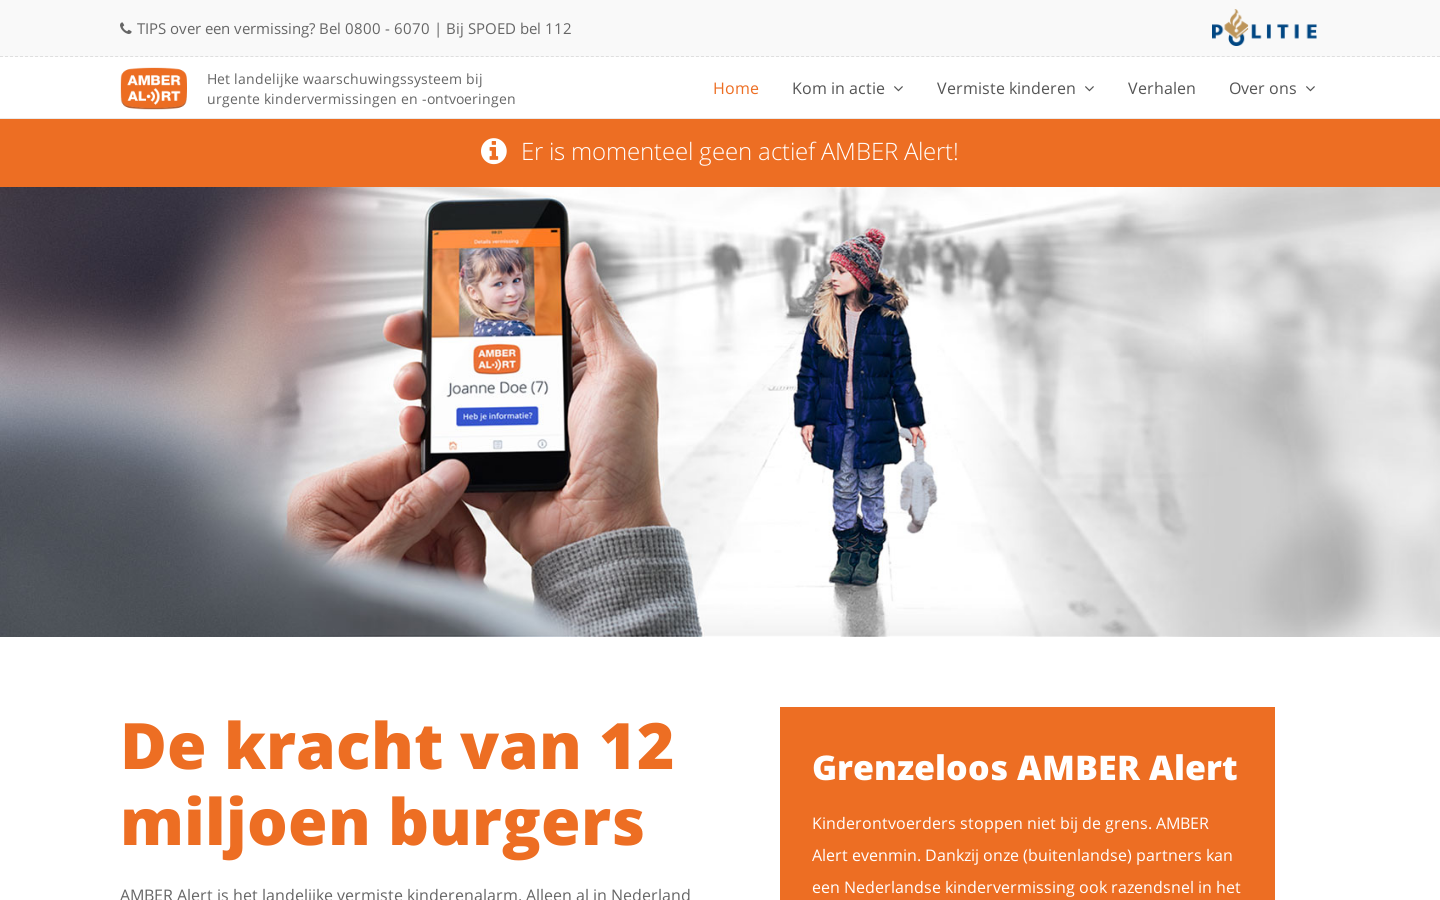 TIPS over een vermissing? Bel 0800 - 6070 | Bij SPOED bel 112
POLITIE
AMBER
AL·RT
Het landelijke waarschuwingssysteem bij
urgente kindervermissingen en -ontvoeringen
Home
Kom in actie
Vermiste kinderen
Verhalen
Over ons
Er is momenteel geen actief AMBER Alert!
Details vermissing
AMBER
AL·RT
Joanne Doe (7)
Heb je informatie?
De kracht van 12
miljoen burgers
AMBER Alert is het landelijke vermiste kinderenalarm. Alleen al in Nederland
Grenzeloos AMBER Alert
Kinderontvoerders stoppen niet bij de grens. AMBER
Alert evenmin. Dankzij onze (buitenlandse) partners kan
een Nederlandse kindervermissing ook razendsnel in het